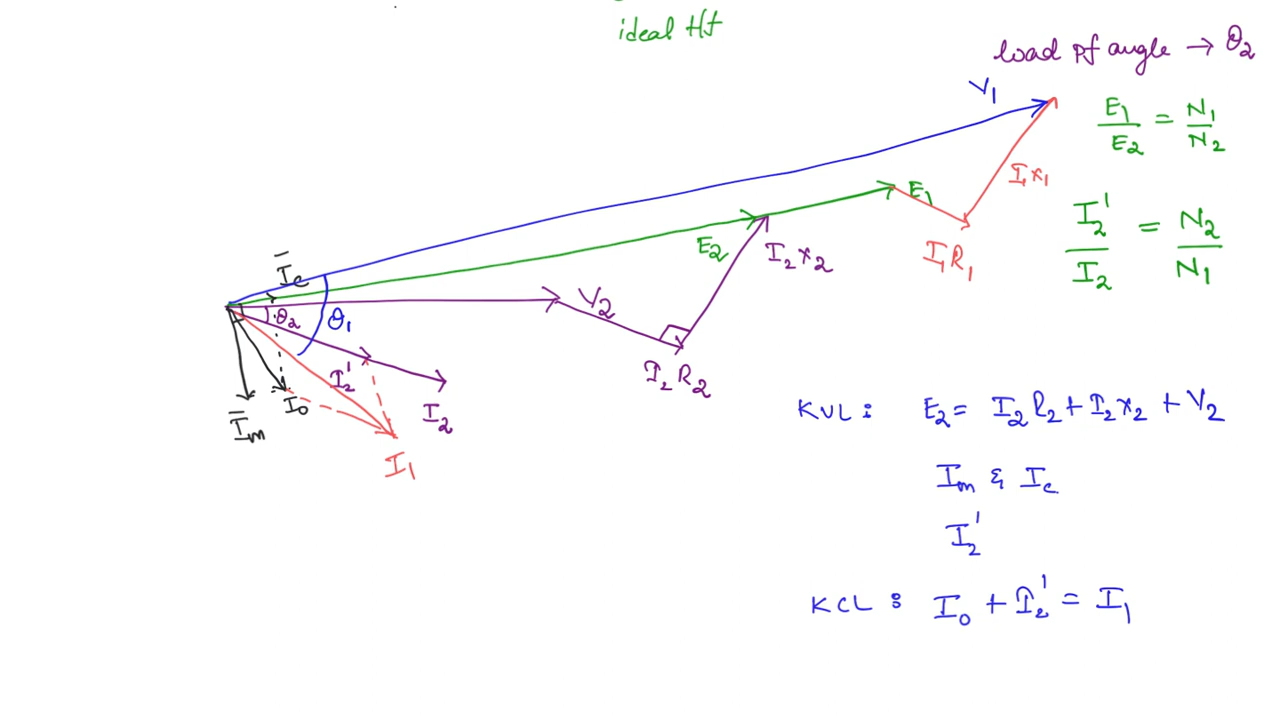 ideal t/f
load pf angle → θ2
V1
E1/E2 = N1/N2
I1x1
E1
I2'/I2 = N2/N1
E2
I2x2
I1R1
Ic
V2
θ2
θ1
I2'
I2R2
I0
I2
Im
I1
KVL: E2 = I2R2 + I2x2 + V2
Im & Ic
I2'
KCL: I0 + I2' = I1